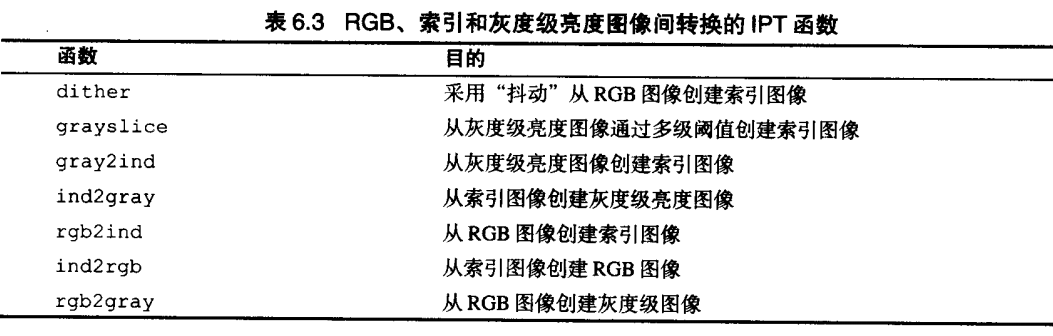 表 6.3 RGB、索引和灰度级亮度图像间转换的 IPT 函数
函数 目的
dither 采用“抖动”从 RGB 图像创建索引图像
grayslice 从灰度级亮度图像通过多级阈值创建索引图像
gray2ind 从灰度级亮度图像创建索引图像
ind2gray 从索引图像创建灰度级亮度图像
rgb2ind 从 RGB 图像创建索引图像
ind2rgb 从索引图像创建 RGB 图像
rgb2gray 从 RGB 图像创建灰度级图像